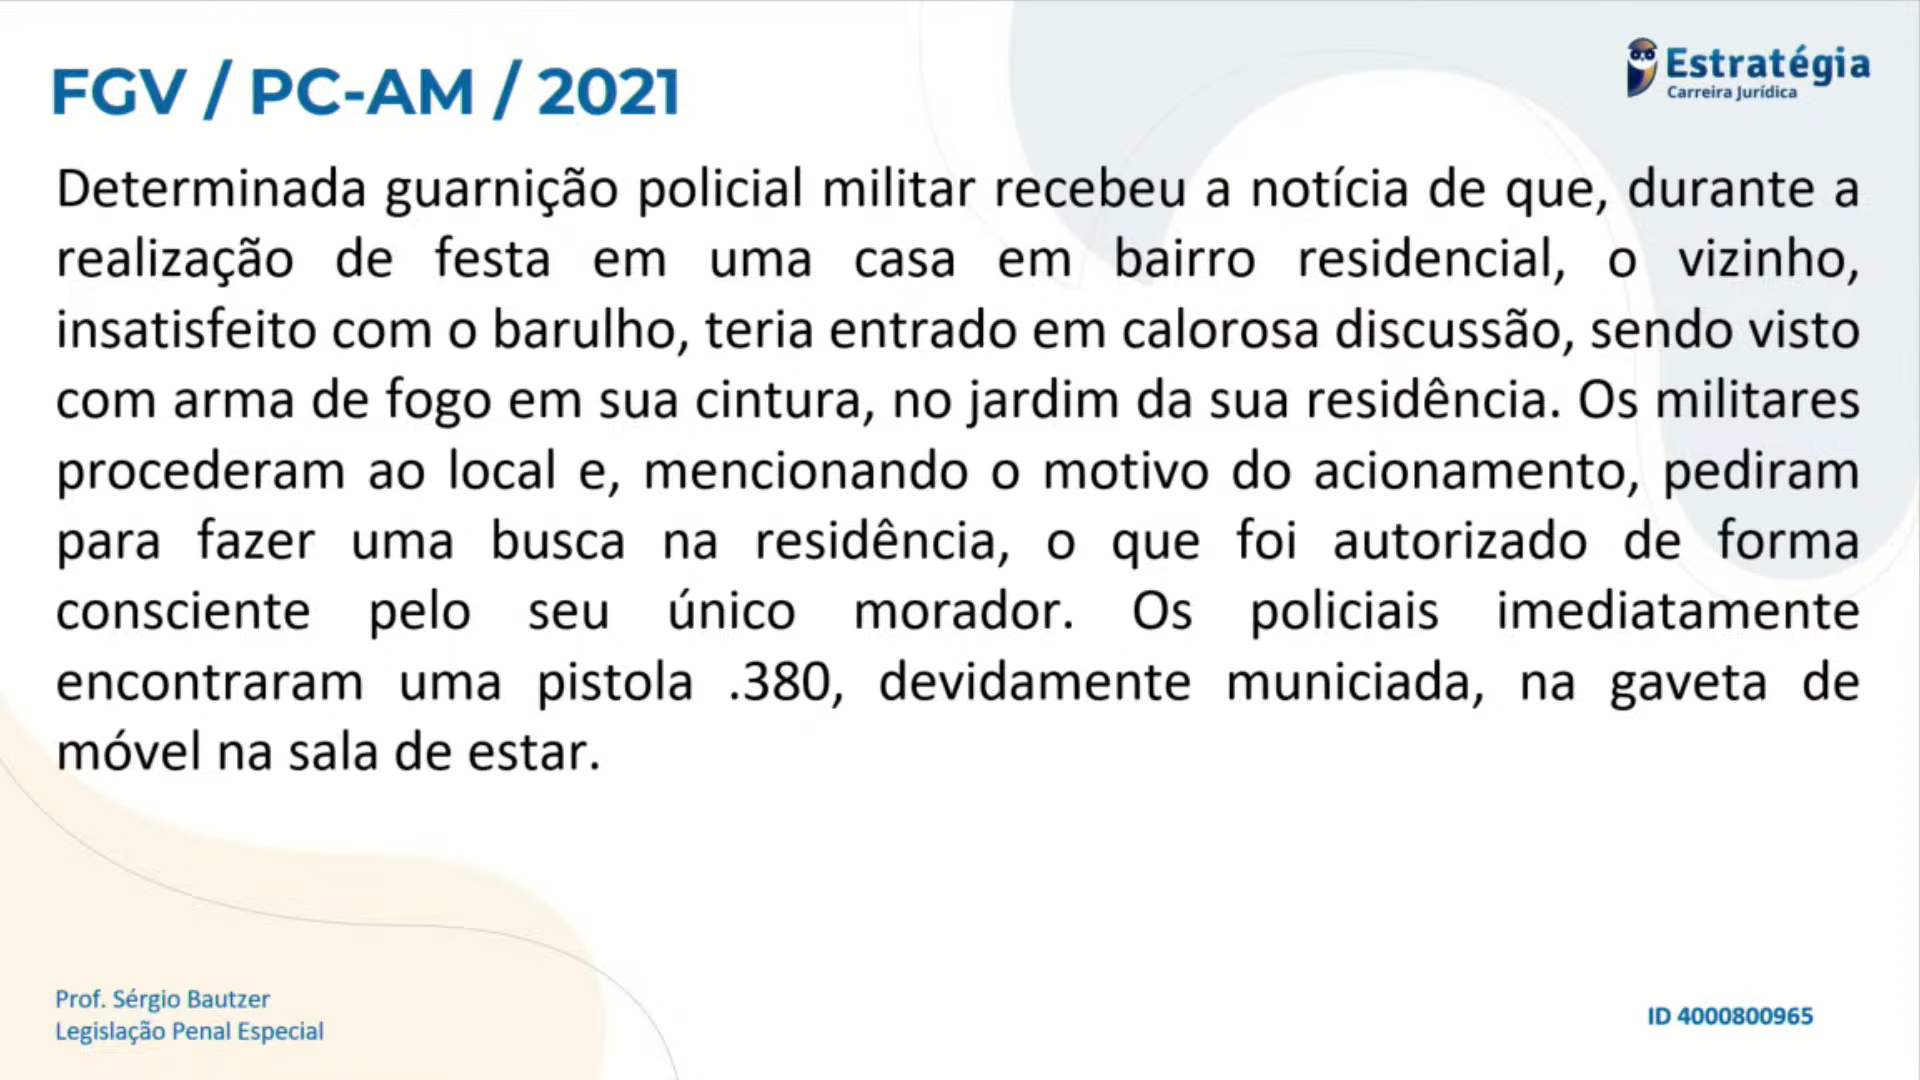 FGV / PC-AM / 2021
Estratégia
Carreira Jurídica
Determinada guarnição policial militar recebeu a notícia de que, durante a
realização de festa em uma casa em bairro residencial, o vizinho,
insatisfeito com o barulho, teria entrado em calorosa discussão, sendo visto
com arma de fogo em sua cintura, no jardim da sua residência. Os militares
procederam ao local e, mencionando o motivo do acionamento, pediram
para fazer uma busca na residência, o que foi autorizado de forma
consciente pelo seu único morador. Os policiais imediatamente
encontraram uma pistola .380, devidamente municiada, na gaveta de
móvel na sala de estar.
Prof. Sérgio Bautzer
Legislação Penal Especial
ID 4000800965